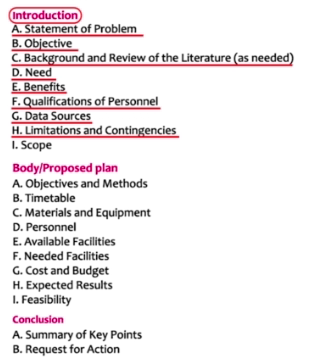 Introduction
A. Statement of Problem
B. Objective
C. Background and Review of the Literature (as needed)
D. Need
E. Benefits
F. Qualifications of Personnel
G. Data Sources
H. Limitations and Contingencies
I. Scope
Body/Proposed plan
A. Objectives and Methods
B. Timetable
C. Materials and Equipment
D. Personnel
E. Available Facilities
F. Needed Facilities
G. Cost and Budget
H. Expected Results
I. Feasibility
Conclusion
A. Summary of Key Points
B. Request for Action